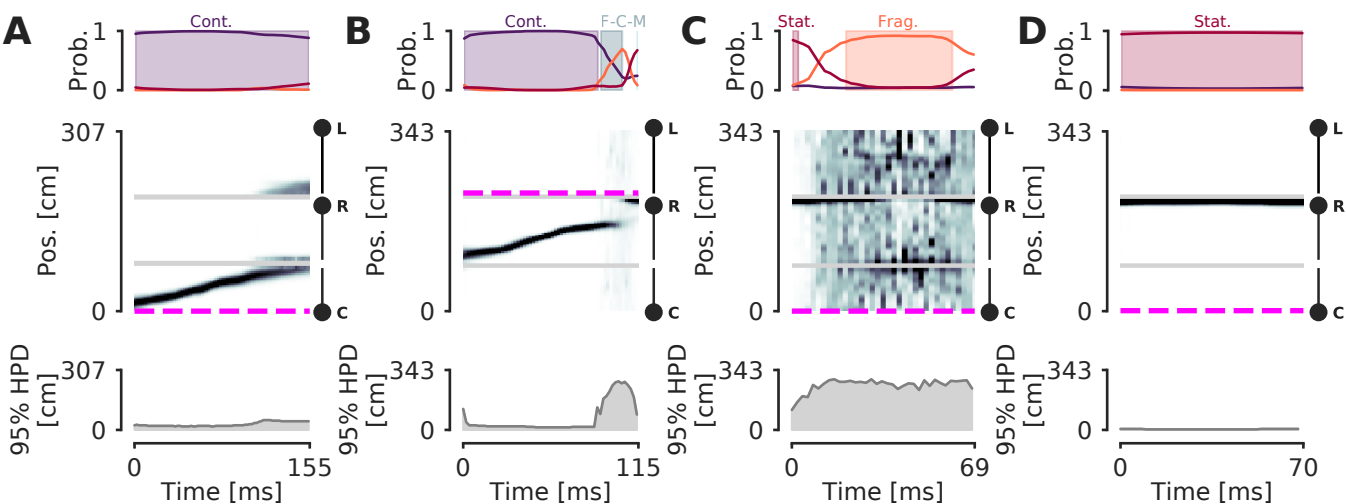 A
Cont.
Prob.
1
0
307
Pos. [cm]
0
L
R
C
95% HPD
[cm]
307
0
0
155
Time [ms]
B
Cont.
F-C-M
Prob.
1
0
343
Pos. [cm]
0
L
R
C
95% HPD
[cm]
343
0
0
115
Time [ms]
C
Stat.
Frag.
Prob.
1
0
343
Pos. [cm]
0
L
R
C
95% HPD
[cm]
343
0
0
69
Time [ms]
D
Stat.
Prob.
1
0
343
Pos. [cm]
0
L
R
C
95% HPD
[cm]
343
0
0
70
Time [ms]